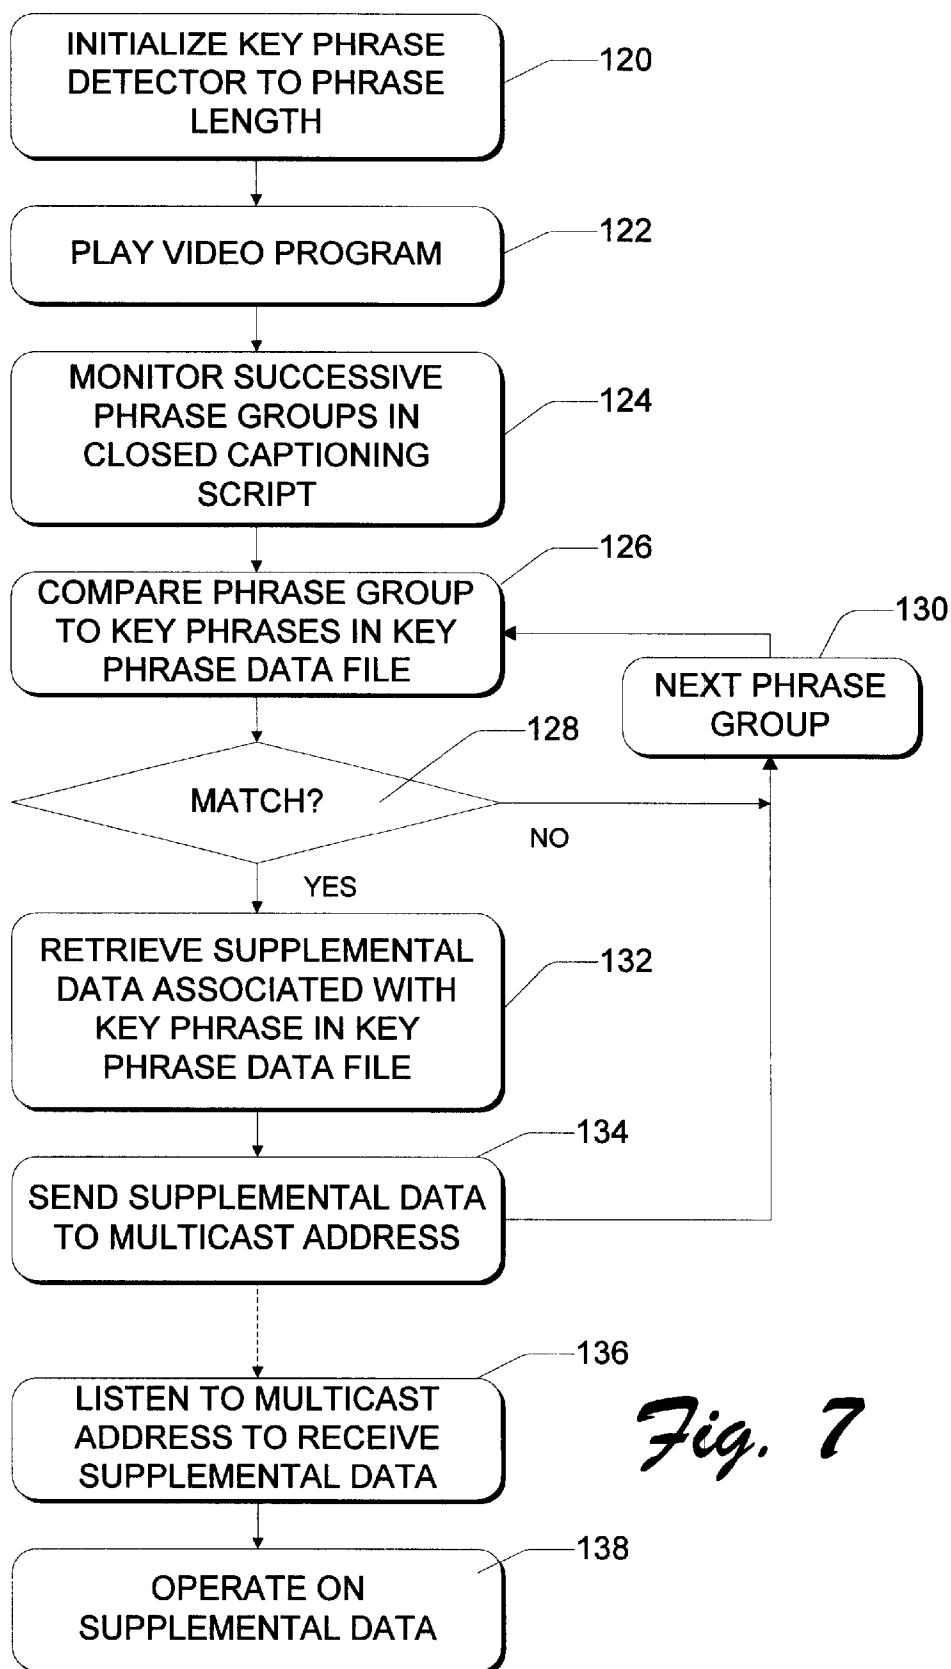 INITIALIZE KEY PHRASE
DETECTOR TO PHRASE
LENGTH
120
PLAY VIDEO PROGRAM
122
MONITOR SUCCESSIVE
PHRASE GROUPS IN
CLOSED CAPTIONING
SCRIPT
124
126
COMPARE PHRASE GROUP
TO KEY PHRASES IN KEY
PHRASE DATA FILE
130
NEXT PHRASE
GROUP
128
MATCH?
NO
YES
RETRIEVE SUPPLEMENTAL
DATA ASSOCIATED WITH
KEY PHRASE IN KEY
PHRASE DATA FILE
132
134
SEND SUPPLEMENTAL DATA
TO MULTICAST ADDRESS
136
LISTEN TO MULTICAST
ADDRESS TO RECEIVE
SUPPLEMENTAL DATA
Fig. 7
138
OPERATE ON
SUPPLEMENTAL DATA